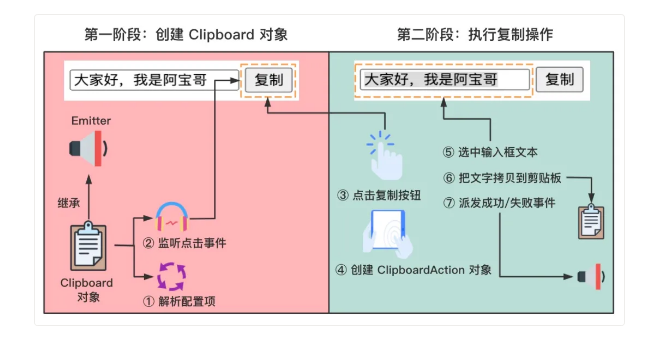 第一阶段：创建 Clipboard 对象
大家好，我是阿宝哥
复制
Emitter
继承
② 监听点击事件
Clipboard
对象
① 解析配置项
第二阶段：执行复制操作
大家好，我是阿宝哥
复制
③ 点击复制按钮
④ 创建 ClipboardAction 对象
⑤ 选中输入框文本
⑥ 把文字拷贝到剪贴板
⑦ 派发成功/失败事件